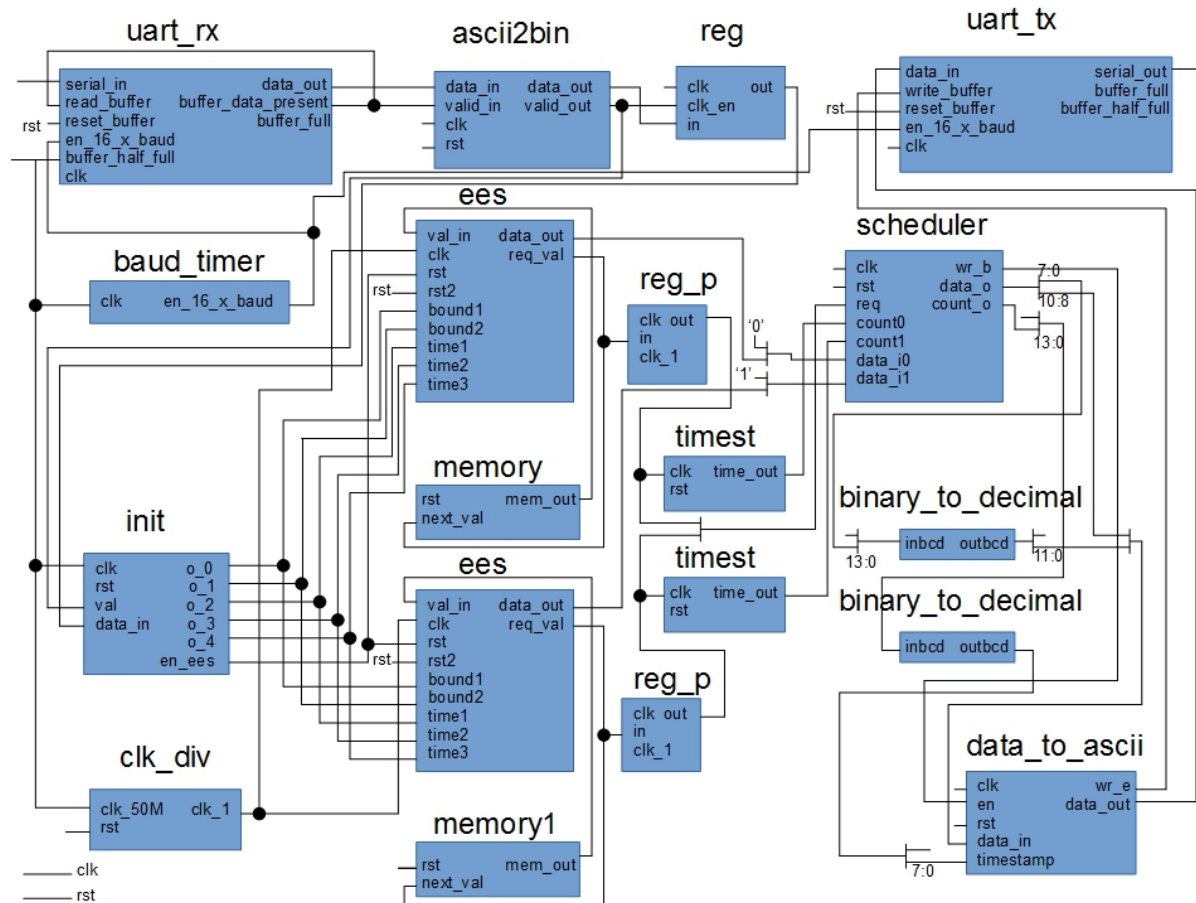 uart_rx
serial_in data_out
read_buffer buffer_data_present
reset_buffer buffer_full
en_16_x_baud
buffer_half_full
clk
rst
ascii2bin
data_in data_out
valid_in valid_out
clk
rst
reg
clk out
clk_en
in
uart_tx
data_in serial_out
write_buffer buffer_full
reset_buffer buffer_half_full
en_16_x_baud
clk
rst
baud_timer
clk en_16_x_baud
ees
val_in data_out
clk req_val
rst
rst2
bound1
bound2
time1
time2
time3
rst
reg_p
clk out
in
clk_1
scheduler
clk wr_b
rst data_o
req count_o
count0
count1
data_i0
data_i1
'0'
'1'
7:0
10:8
13:0
memory
rst mem_out
next_val
timest
clk time_out
rst
timest
clk time_out
rst
binary_to_decimal
inbcd outbcd
13:0
11:0
binary_to_decimal
inbcd outbcd
init
clk o_0
rst o_1
val o_2
data_in o_3
o_4
en_ees
ees
val_in data_out
clk req_val
rst
rst2
bound1
bound2
time1
time2
time3
rst
reg_p
clk out
in
clk_1
clk_div
clk_50M clk_1
rst
memory1
rst mem_out
next_val
data_to_ascii
clk wr_e
en data_out
rst
data_in
timestamp
7:0
clk
rst